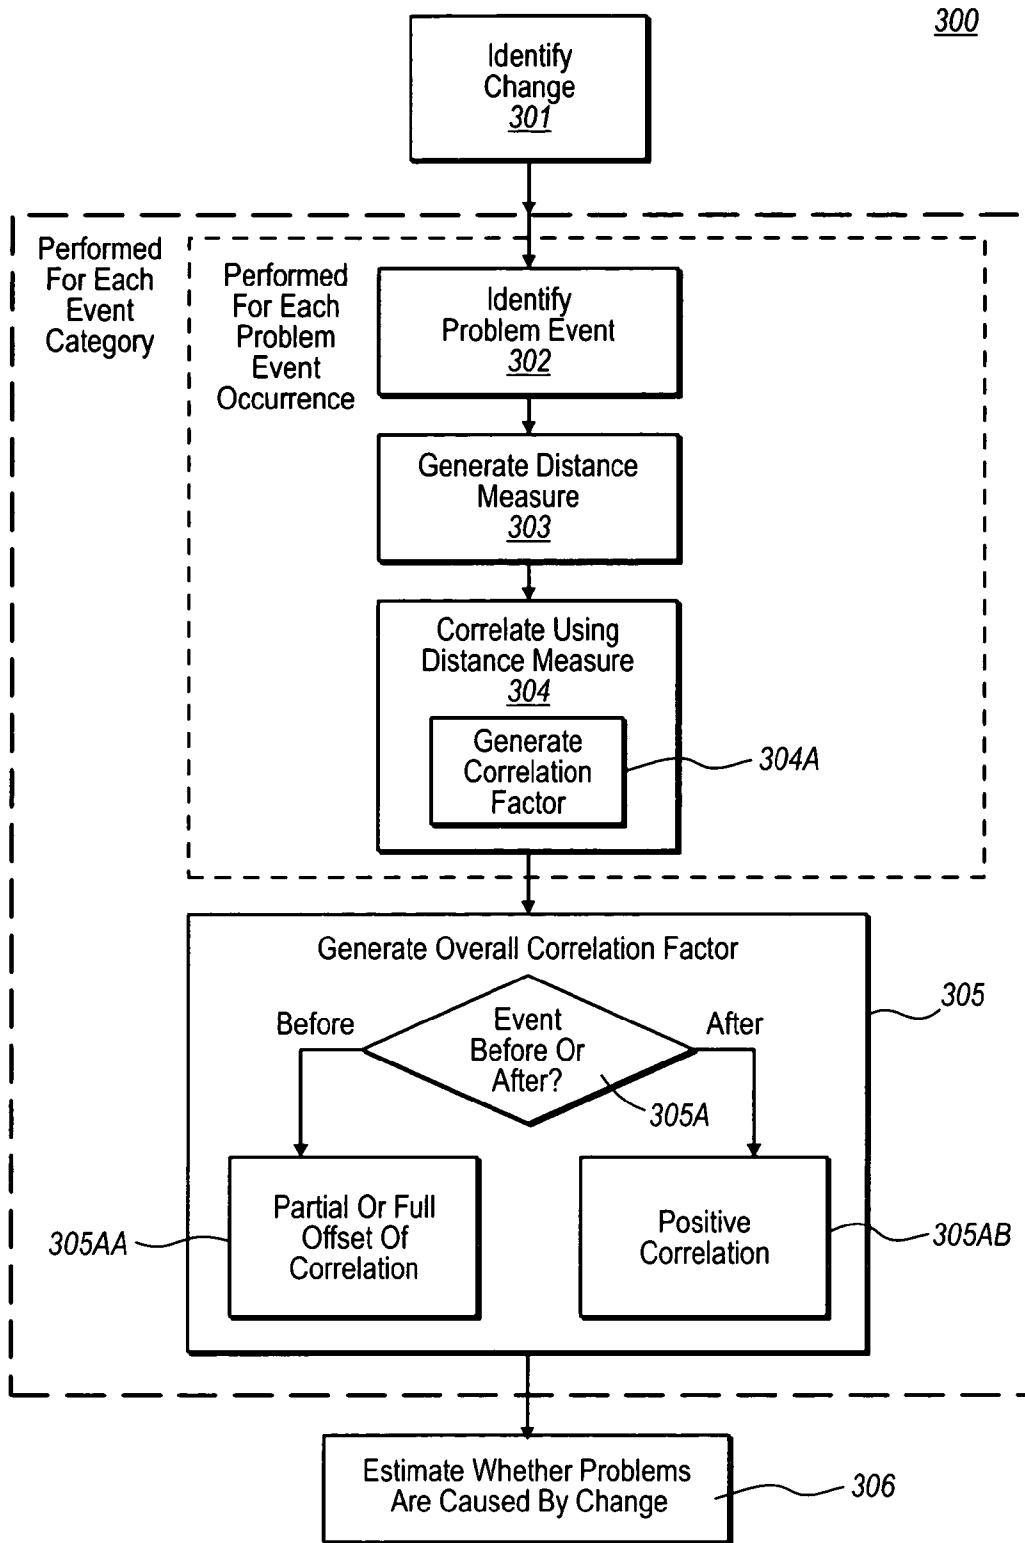 300
Identify
Change
301
Performed
For Each
Event
Category
Performed
For Each
Problem
Event
Occurrence
Identify
Problem Event
302
Generate Distance
Measure
303
Correlate Using
Distance Measure
304
Generate
Correlation
Factor
304A
Generate Overall Correlation Factor
305
Before
Event
Before Or
After?
After
305A
Partial Or Full
Offset Of
Correlation
305AA
Positive
Correlation
305AB
Estimate Whether Problems
Are Caused By Change
306